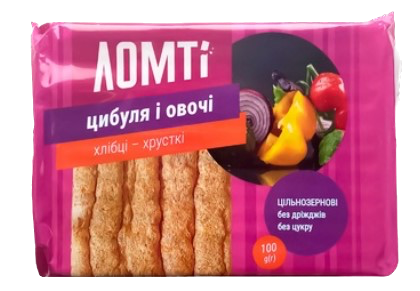 ЛОМТі
цибуля і овочі
хлібці – хрусткі
ЦІЛЬНОЗЕРНОВІ
без дріжджів
без цукру
100
g(г)